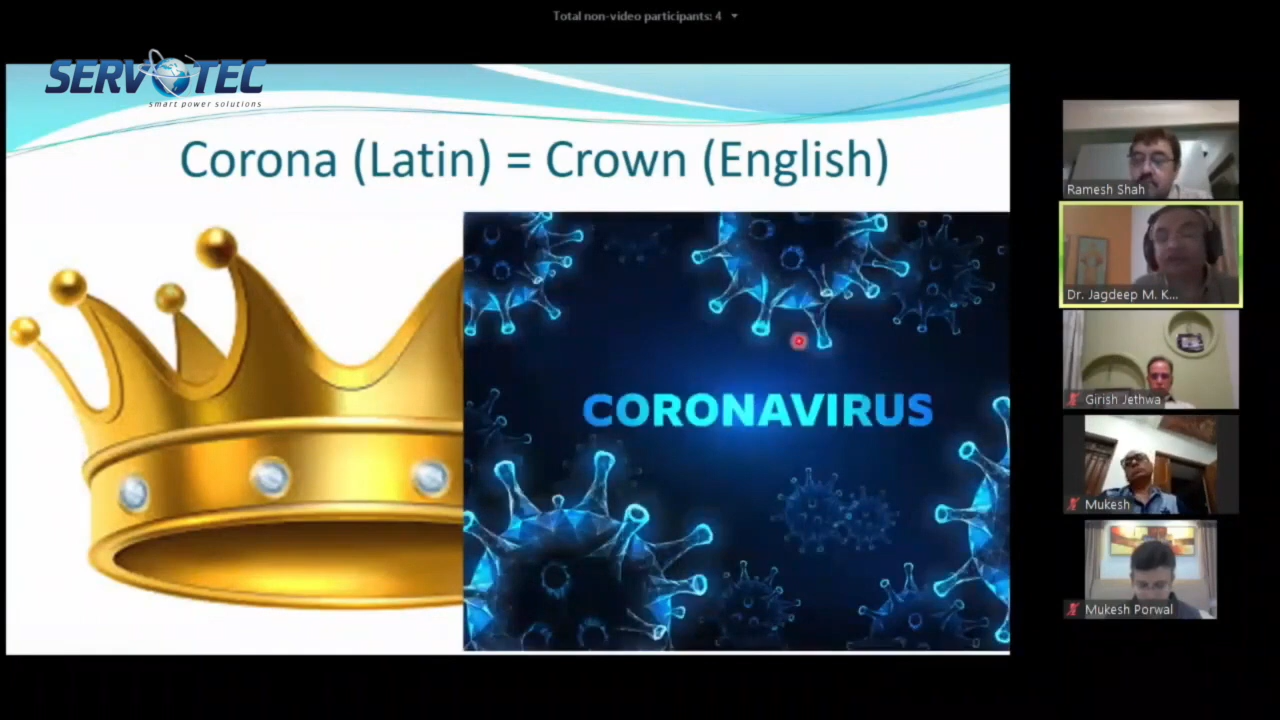 Total non-video participants: 4
SERVOTEC
smart power solutions
Corona (Latin) = Crown (English)
CORONAVIRUS
Ramesh Shah
Dr. Jagdeep M. K...
Girish Jethwa
Mukesh
Mukesh Porwal